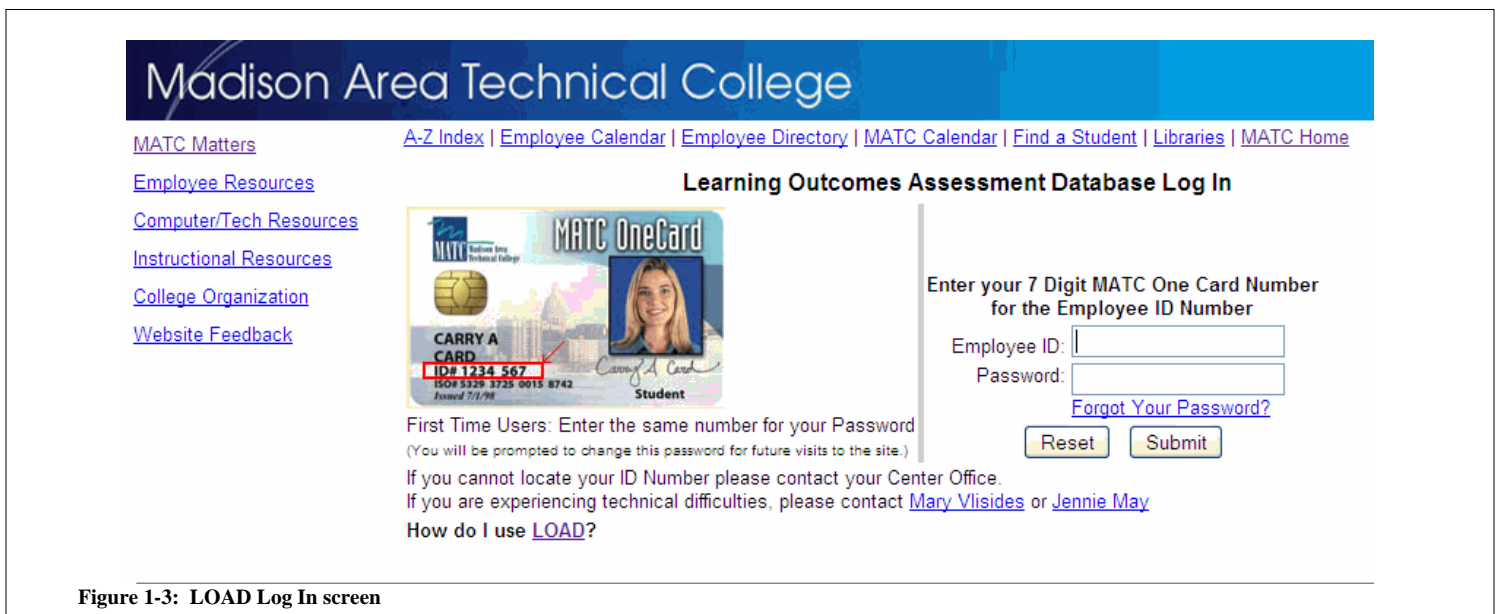 Madison Area Technical College
A-Z Index | Employee Calendar | Employee Directory | MATC Calendar | Find a Student | Libraries | MATC Home
MATC Matters
Employee Resources
Computer/Tech Resources
Instructional Resources
College Organization
Website Feedback
Learning Outcomes Assessment Database Log In
MATC Madison Area
Technical College
MATC OneCard
CARRY A
CARD
ID# 1234 567
ISO# 5329 3725 0015 8742
Issued 7/1/98
Carry A Card
Student
First Time Users: Enter the same number for your Password
(You will be prompted to change this password for future visits to the site.)
Enter your 7 Digit MATC One Card Number
for the Employee ID Number
Employee ID:
Password:
Forgot Your Password?
Reset Submit
If you cannot locate your ID Number please contact your Center Office.
If you are experiencing technical difficulties, please contact Mary Vlisides or Jennie May
How do I use LOAD?
Figure 1-3: LOAD Log In screen